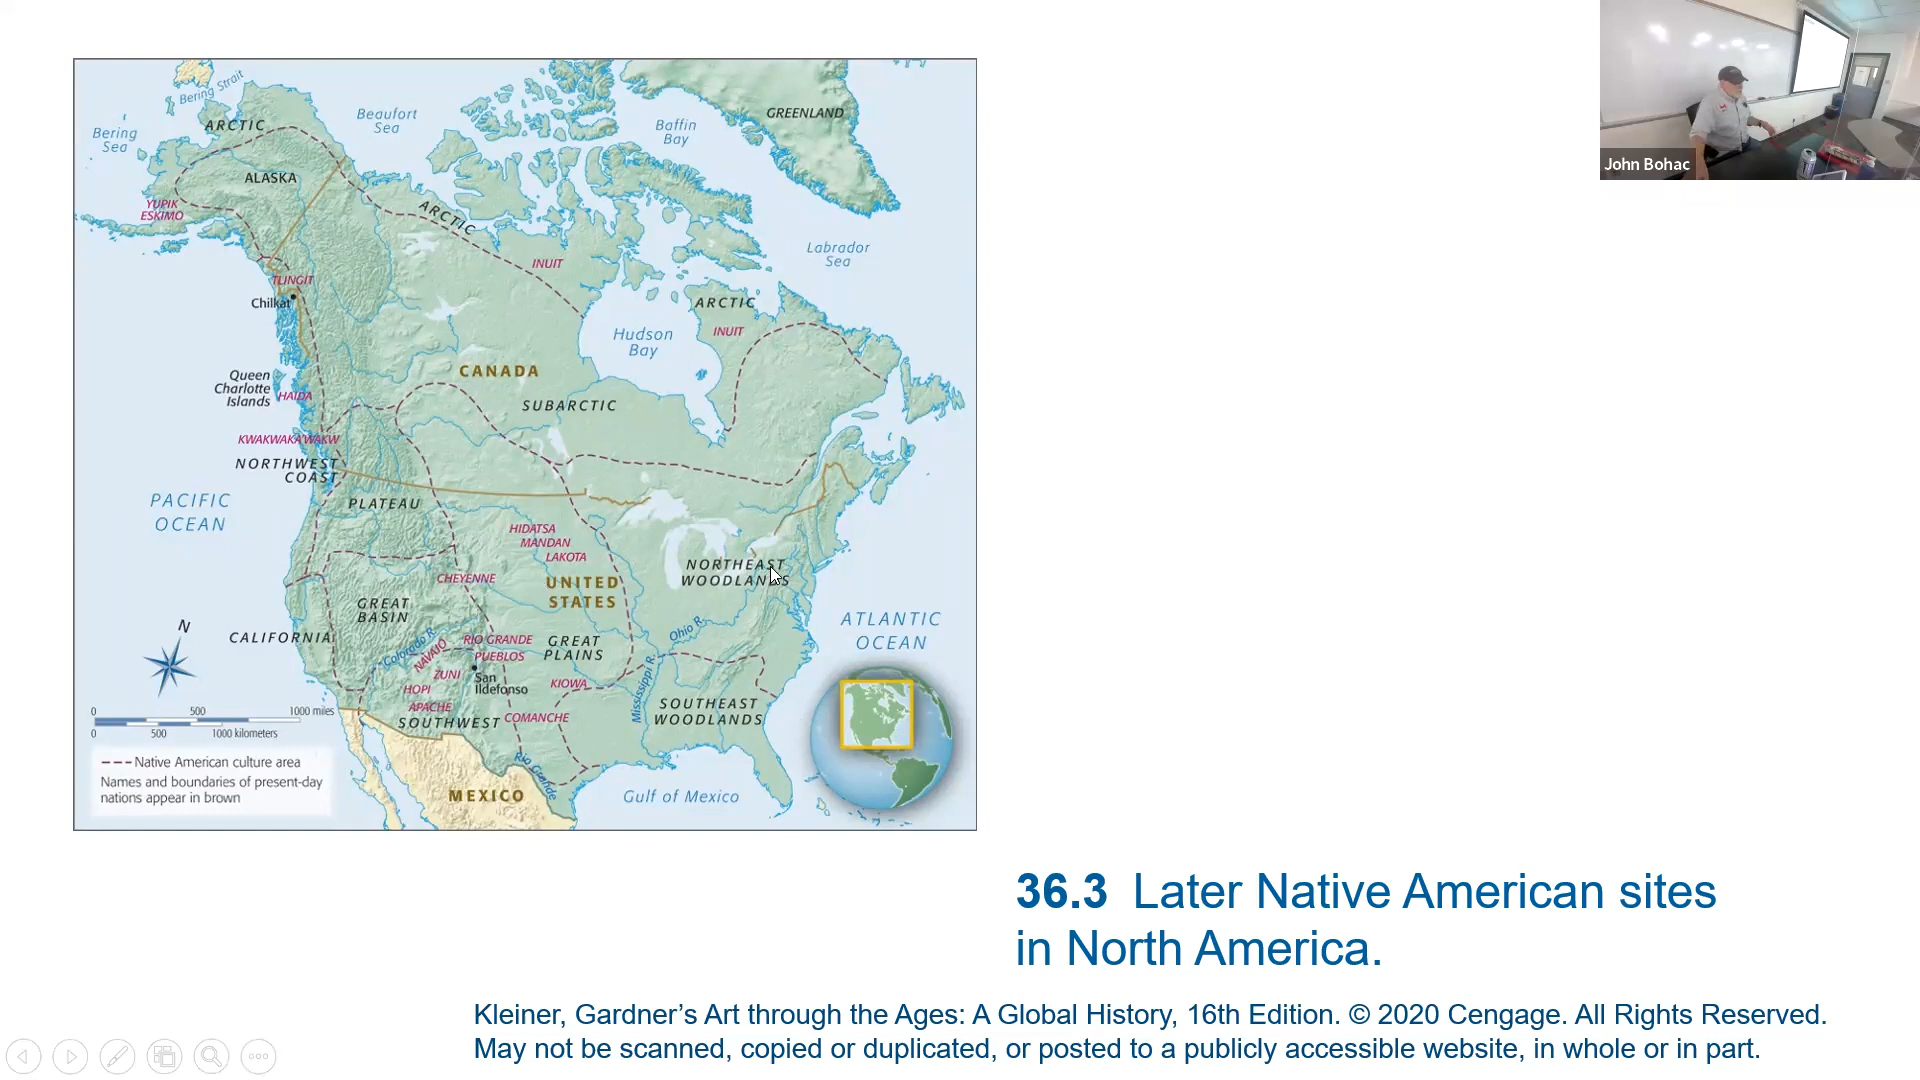 John Bohac
Bering Strait
Bering
Sea
ARCTIC
Beaufort
Sea
Baffin
Bay
GREENLAND
ALASKA
YUPIK
ESKIMO
ARCTIC
Labrador
Sea
INUIT
TLINGIT
Chilkat
ARCTIC
INUIT
Hudson
Bay
CANADA
Queen
Charlotte
Islands
HAIDA
SUBARCTIC
KWAKWAKA'WAKW
NORTHWEST
COAST
PACIFIC
OCEAN
PLATEAU
HIDATSA
MANDAN
LAKOTA
NORTHEAST
WOODLANDS
CHEYENNE
UNITED
STATES
GREAT
BASIN
ATLANTIC
OCEAN
N
CALIFORNIA
Colorado R.
NAVAJO
RIO GRANDE
PUEBLOS
GREAT
PLAINS
Ohio R.
ZUNI
San
Ildefonso
HOPI
KIOWA
Mississippi R.
APACHE
SOUTHWEST
COMANCHE
SOUTHEAST
WOODLANDS
0 500 1000 miles
0 500 1000 kilometers
Rio Grande
Native American culture area
Names and boundaries of present-day
nations appear in brown
MEXICO
Gulf of Mexico
36.3 Later Native American sites
in North America.
Kleiner, Gardner’s Art through the Ages: A Global History, 16th Edition. © 2020 Cengage. All Rights Reserved.
May not be scanned, copied or duplicated, or posted to a publicly accessible website, in whole or in part.